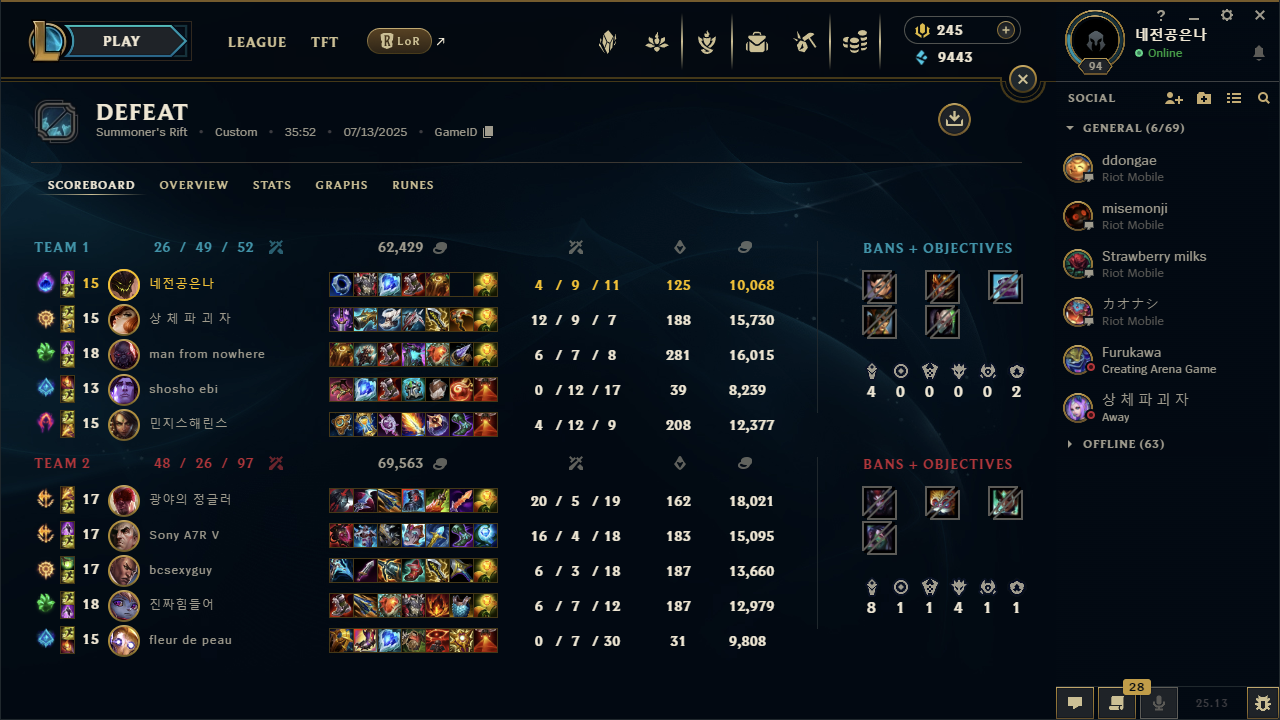 PLAY
LEAGUE TFT LoR
245
9443
네전공은나
Online
94
DEFEAT
Summoner's Rift • Custom • 35:52 • 07/13/2025 • GameID
SCOREBOARD OVERVIEW STATS GRAPHS RUNES
TEAM 1 26 / 49 / 52 62,429 BANS + OBJECTIVES
15 네전공은나 4 / 9 / 11 125 10,068
15 상 체 파 괴 자 12 / 9 / 7 188 15,730
18 man from nowhere 6 / 7 / 8 281 16,015
13 shosho ebi 0 / 12 / 17 39 8,239
15 민지스해린스 4 / 12 / 9 208 12,377
4 0 0 0 0 2
TEAM 2 48 / 26 / 97 69,563 BANS + OBJECTIVES
17 광야의 정글러 20 / 5 / 19 162 18,021
17 Sony A7R V 16 / 4 / 18 183 15,095
17 bcsexyguy 6 / 3 / 18 187 13,660
18 진짜힘들어 6 / 7 / 12 187 12,979
15 fleur de peau 0 / 7 / 30 31 9,808
8 1 1 4 1 1
SOCIAL
GENERAL (6/69)
ddongae
Riot Mobile
misemonji
Riot Mobile
Strawberry milks
Riot Mobile
カオナシ
Riot Mobile
Furukawa
Creating Arena Game
상 체 파 괴 자
Away
OFFLINE (63)
28
25.13